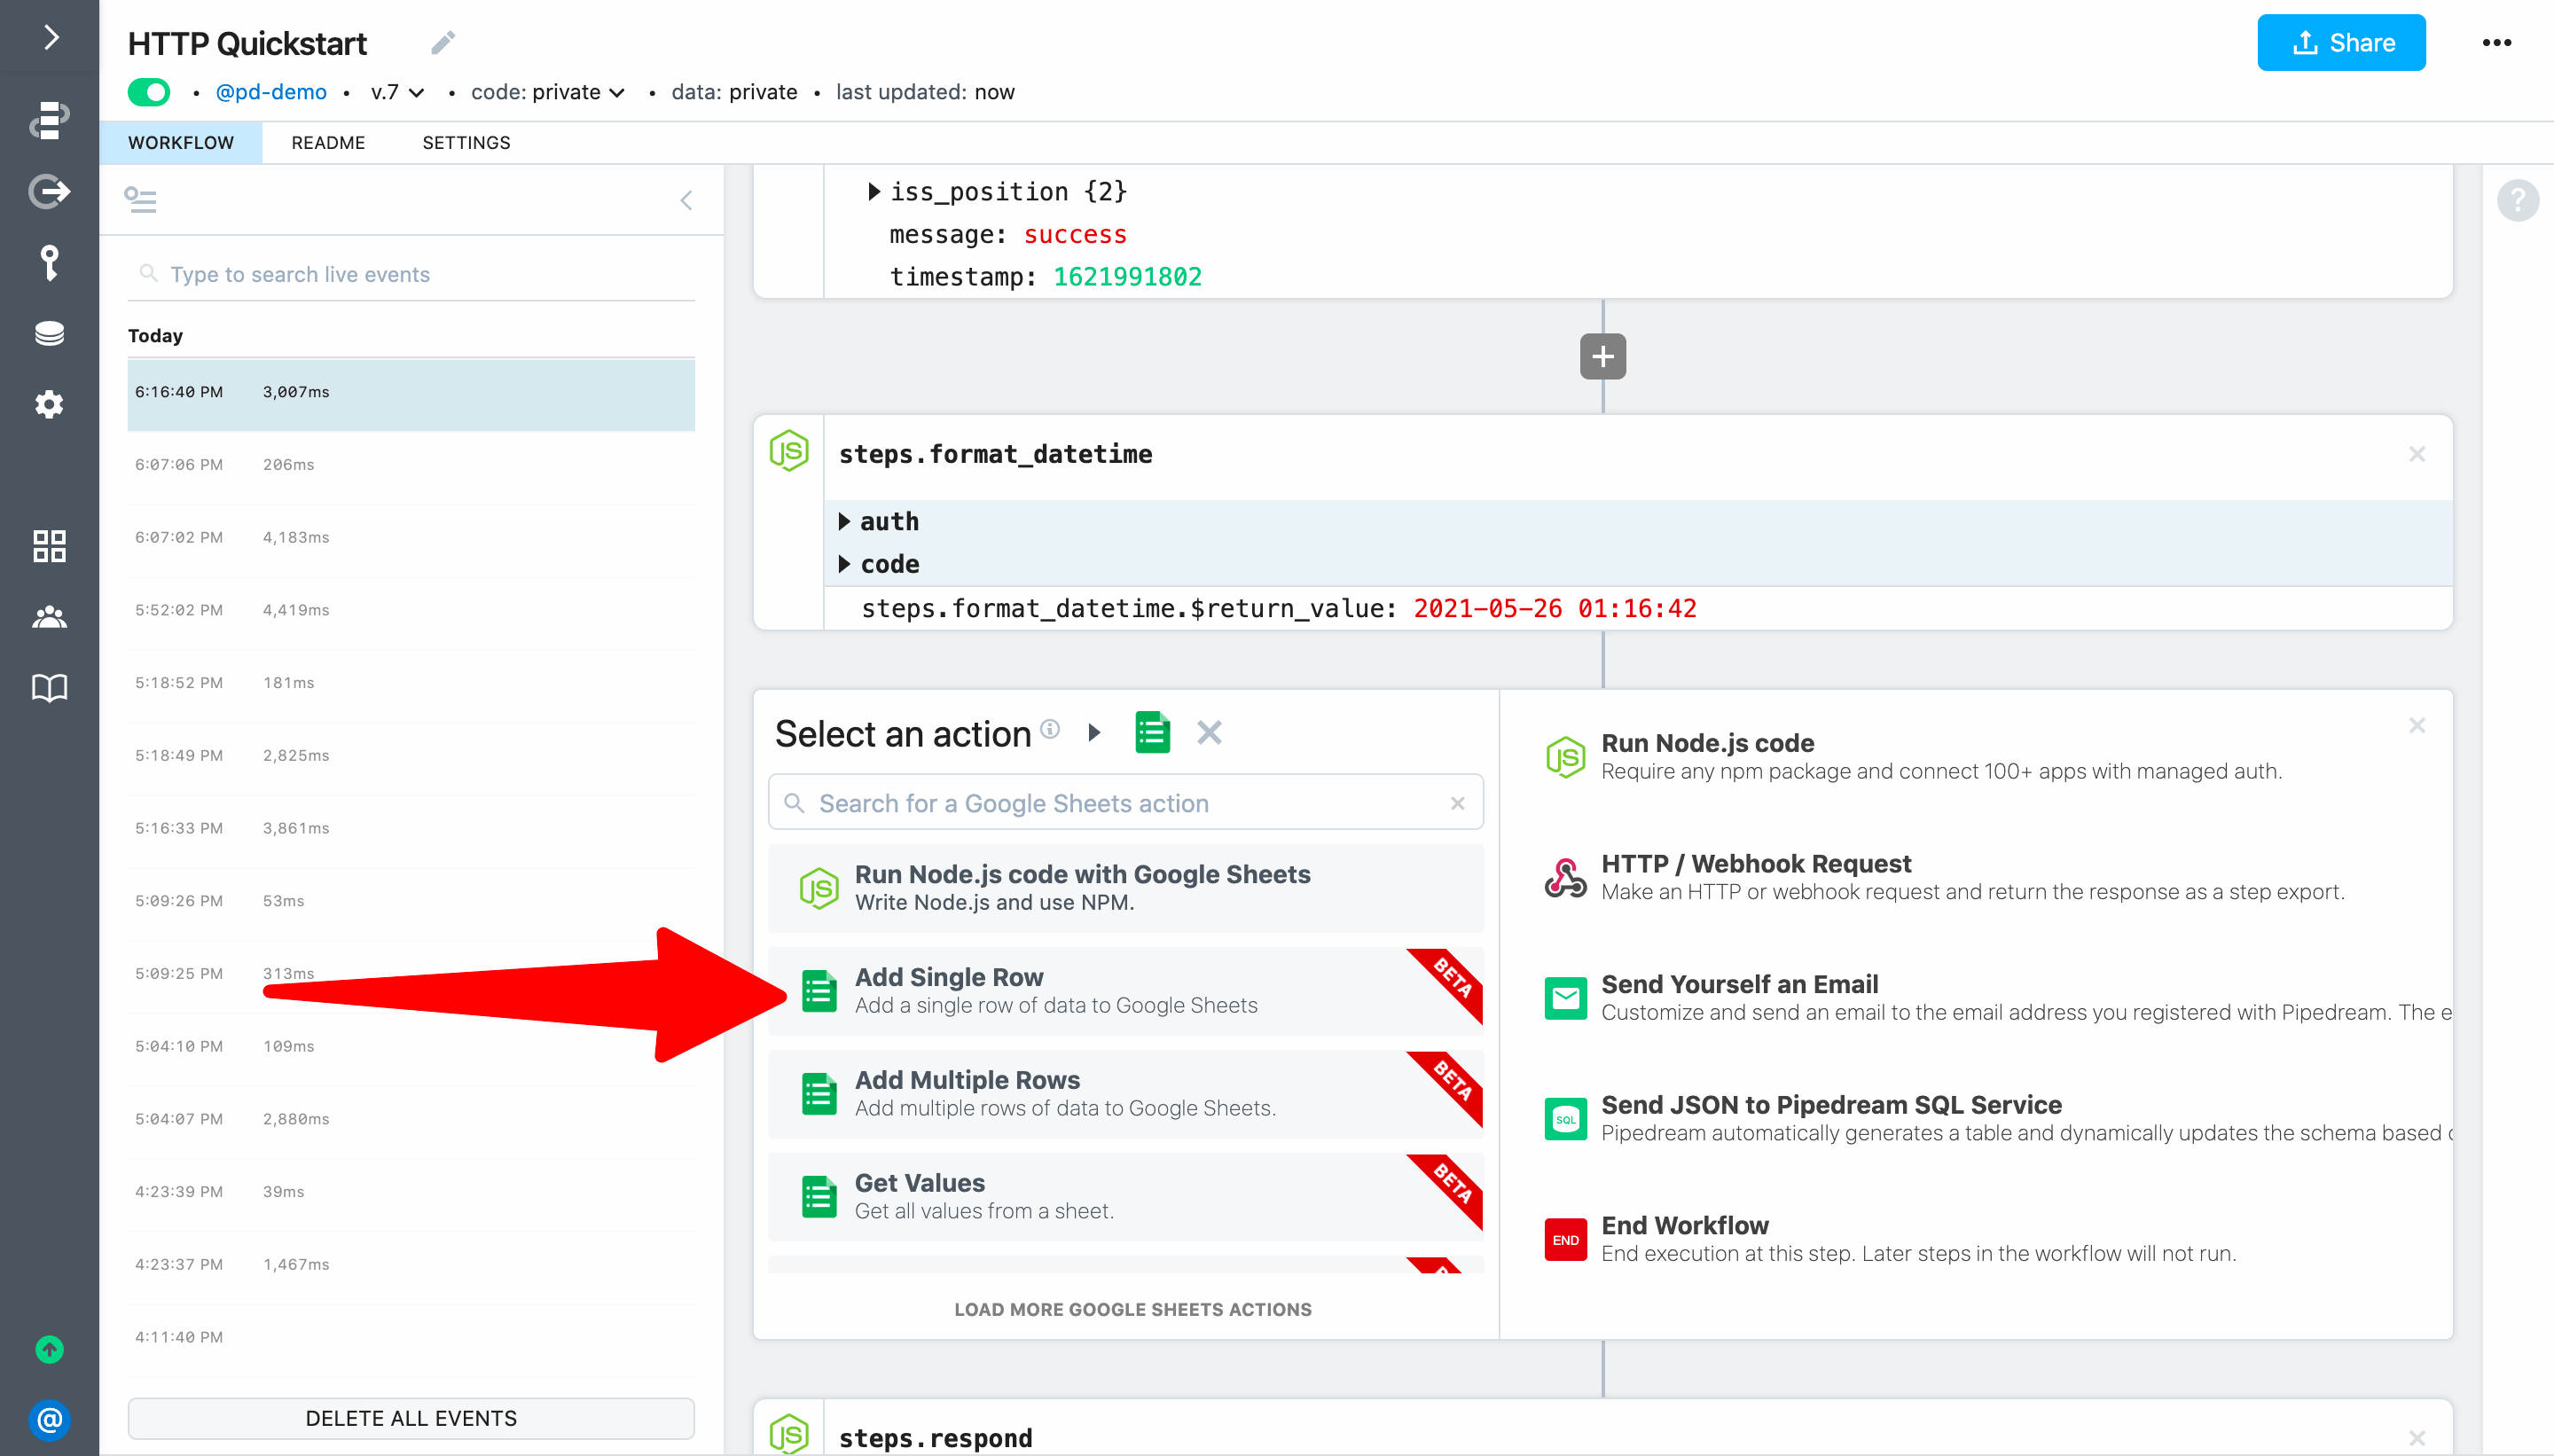 HTTP Quickstart
Share
• @pd-demo • v.7 • code: private • data: private • last updated: now
WORKFLOW README SETTINGS
Type to search live events
Today
6:16:40 PM 3,007ms
6:07:06 PM 206ms
6:07:02 PM 4,183ms
5:52:02 PM 4,419ms
5:18:52 PM 181ms
5:18:49 PM 2,825ms
5:16:33 PM 3,861ms
5:09:26 PM 53ms
5:09:25 PM 313ms
5:04:10 PM 109ms
5:04:07 PM 2,880ms
4:23:39 PM 39ms
4:23:37 PM 1,467ms
4:11:40 PM
DELETE ALL EVENTS
@
iss_position {2}
message: success
timestamp: 1621991802
?
+
JS
steps.format_datetime
auth
code
steps.format_datetime.$return_value: 2021-05-26 01:16:42
Select an action
Search for a Google Sheets action
JS
Run Node.js code with Google Sheets
Write Node.js and use NPM.
Add Single Row
Add a single row of data to Google Sheets
BETA
Add Multiple Rows
Add multiple rows of data to Google Sheets.
BETA
Get Values
Get all values from a sheet.
BETA
LOAD MORE GOOGLE SHEETS ACTIONS
JS
Run Node.js code
Require any npm package and connect 100+ apps with managed auth.
HTTP / Webhook Request
Make an HTTP or webhook request and return the response as a step export.
Send Yourself an Email
Customize and send an email to the email address you registered with Pipedream. The e
SQL
Send JSON to Pipedream SQL Service
Pipedream automatically generates a table and dynamically updates the schema based
END
End Workflow
End execution at this step. Later steps in the workflow will not run.
JS
steps.respond